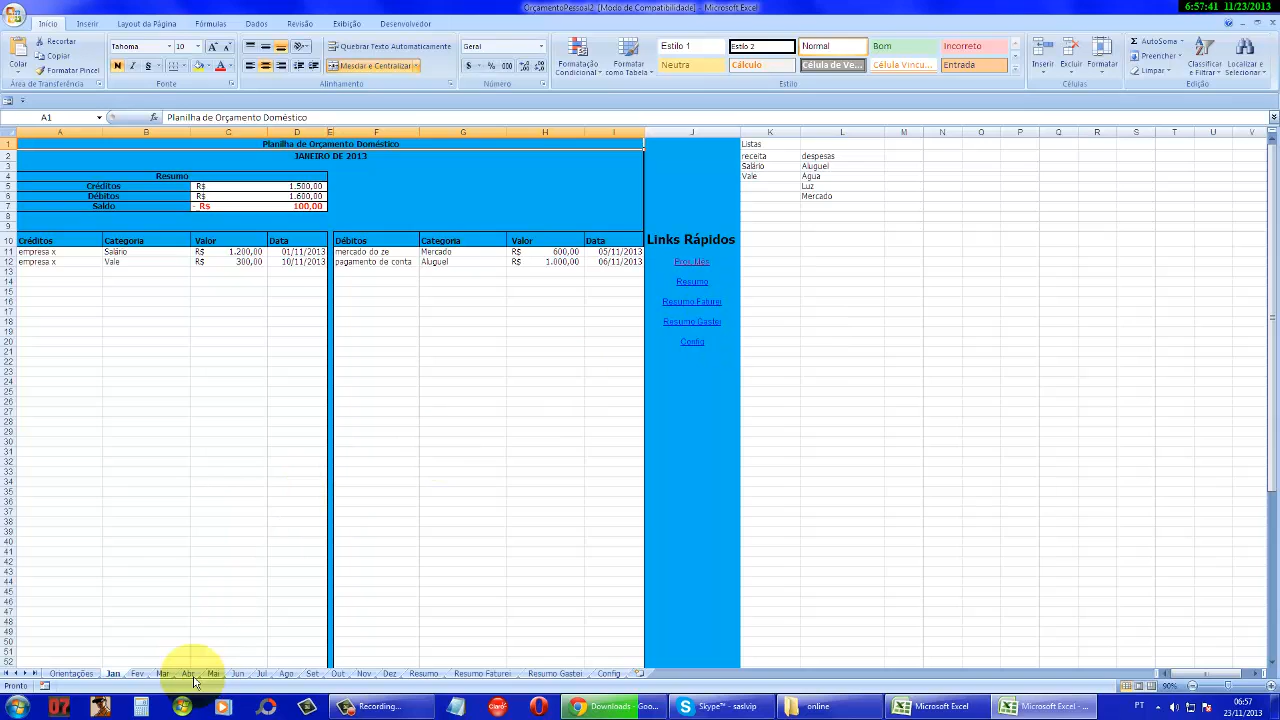 OrçamentoPessoal2 [Modo de Compatibilidade] - Microsoft Excel
6:57:41 11/23/2013
Início Inserir Layout da Página Fórmulas Dados Revisão Exibição Desenvolvedor
Colar
Recortar
Copiar
Formatar Pincel
Área de Transferência
Tahoma 10
N I S
Fonte
Quebrar Texto Automaticamente
Mesclar e Centralizar
Alinhamento
Geral
Número
Formatação Condicional
Formatar como Tabela
Estilo 1 Estilo 2 Normal Bom Incorreto
Neutra Cálculo Célula de Ve... Célula Vincu... Entrada
Estilo
Inserir Excluir Formatar
Células
AutoSoma
Preencher
Limpar
Classificar e Filtrar
Localizar e Selecionar
Edição
A1 fx Planilha de Orçamento Doméstico
A B C D E F G H I J K L M N O P Q R S T U V
Planilha de Orçamento Doméstico
JANEIRO DE 2013
Resumo
Créditos R$ 1.500,00
Débitos R$ 1.600,00
Saldo - R$ 100,00
Créditos Categoria Valor Data Débitos Categoria Valor Data
empresa x Salário R$ 1.200,00 01/11/2013 mercado do ze Mercado R$ 600,00 05/11/2013
empresa x Vale R$ 300,00 10/11/2013 pagamento de conta Aluguel R$ 1.000,00 06/11/2013
Links Rápidos
Prox. Mês
Resumo
Resumo Faturei
Resumo Gastei
Config
Listas
receita despesas
Salário Aluguel
Vale Agua
Luz
Mercado
Orientações Jan Fev Mar Abr Mai Jun Jul Ago Set Out Nov Dez Resumo Resumo Faturei Resumo Gastei Config
Pronto
90%
Recording...
Downloads - Goo...
Skype™ - saslvip
online
Microsoft Excel
Microsoft Excel - ...
PT
06:57
23/11/2013